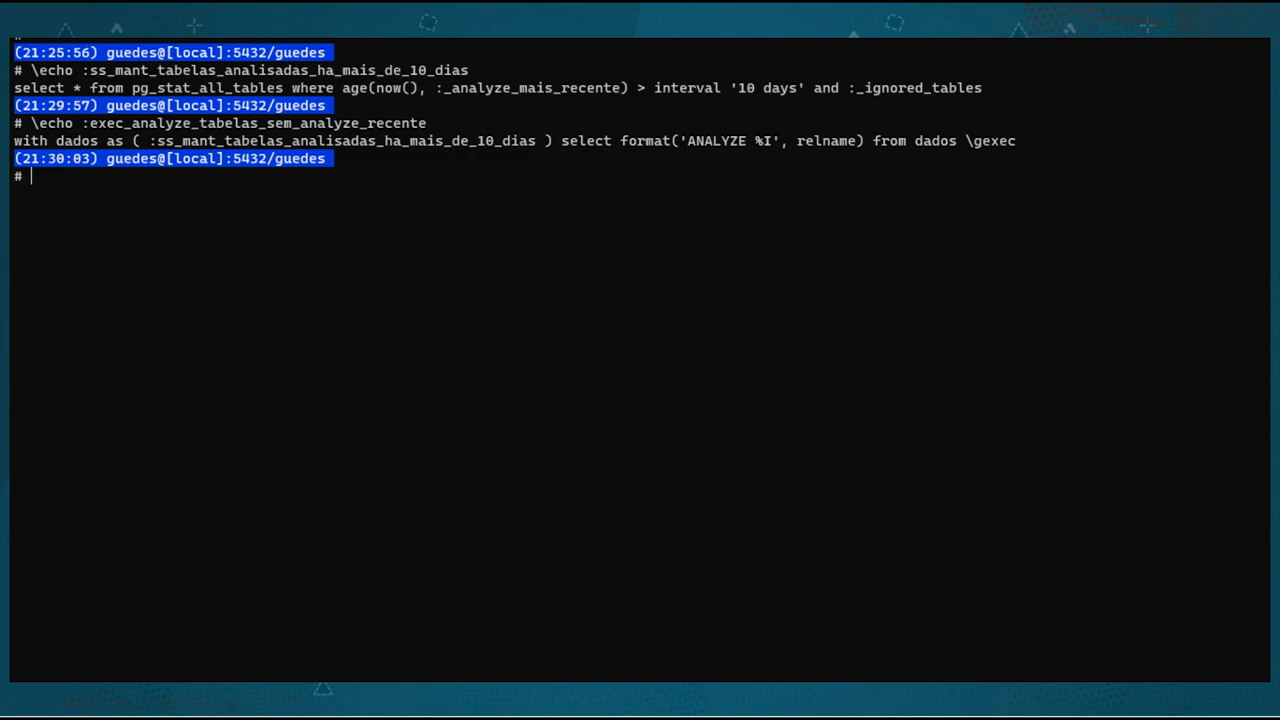 (21:25:56) guedes@[local]:5432/guedes
# \echo :ss_mant_tabelas_analisadas_ha_mais_de_10_dias
select * from pg_stat_all_tables where age(now(), :_analyze_mais_recente) > interval '10 days' and :_ignored_tables
(21:29:57) guedes@[local]:5432/guedes
# \echo :exec_analyze_tabelas_sem_analyze_recente
with dados as ( :ss_mant_tabelas_analisadas_ha_mais_de_10_dias ) select format('ANALYZE %I', relname) from dados \gexec
(21:30:03) guedes@[local]:5432/guedes
#